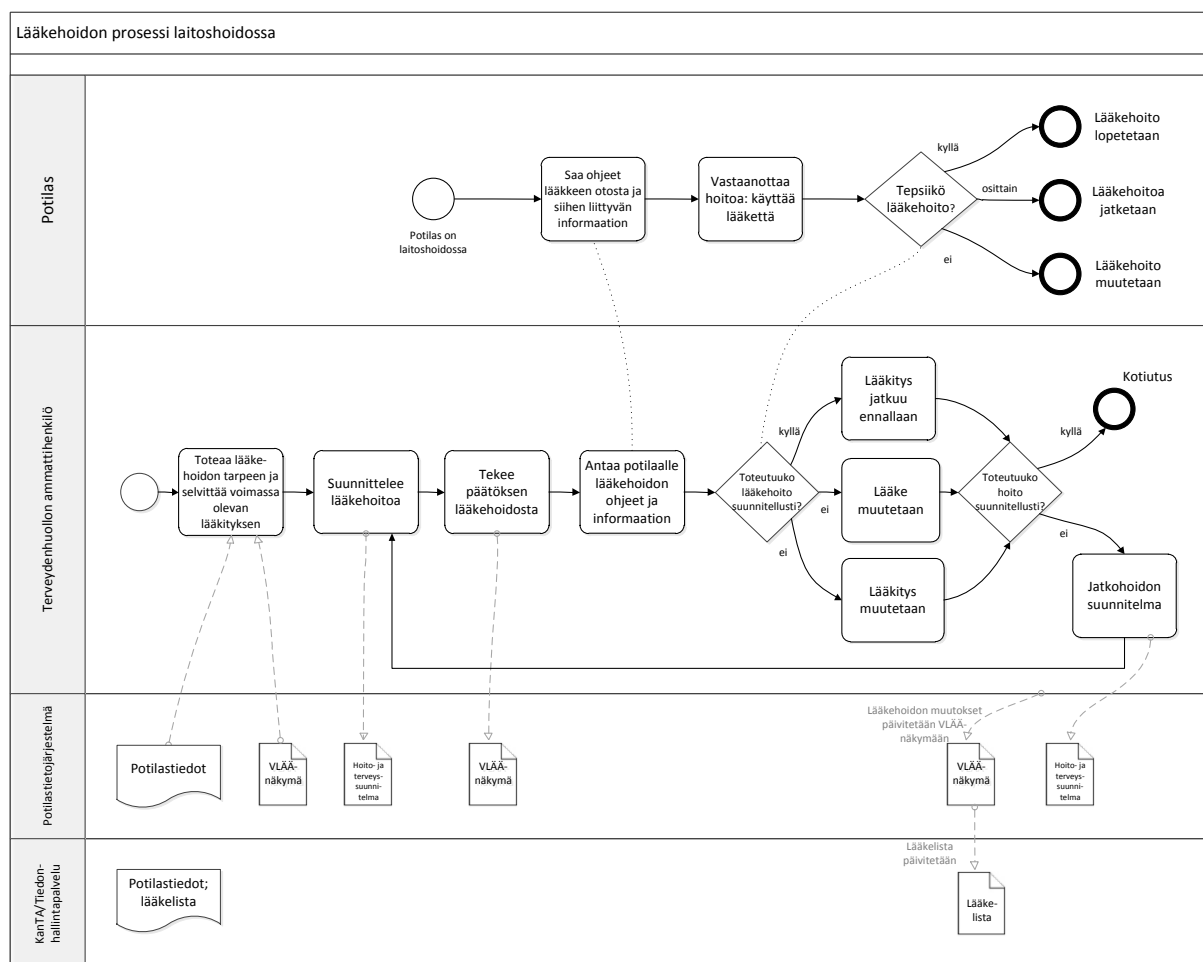 Lääkehoidon prosessi laitoshoidossa
Potilas
Potilas on
laitoshoidossa
Saa ohjeet
lääkkeen otosta ja
siihen liittyvän
informaation
Vastaanottaa
hoitoa: käyttää
lääkettä
Tepsiikö
lääkehoito?
kyllä
osittain
ei
Lääkehoito
lopetetaan
Lääkehoitoa
jatketaan
Lääkehoito
muutetaan
Terveydenhuollon ammattihenkilö
Toteaa lääke-
hoidon tarpeen ja
selvittää voimassa
olevan
lääkityksen
Suunnittelee
lääkehoitoa
Tekee
päätöksen
lääkehoidosta
Antaa potilaalle
lääkehoidon
ohjeet ja
informaation
Toteutuuko
lääkehoito
suunnitellusti?
kyllä
ei
ei
Lääkitys
jatkuu
ennallaan
Lääke
muutetaan
Lääkitys
muutetaan
Toteutuuko
hoito
suunnitellusti?
kyllä
ei
Kotiutus
Jatkohoidon
suunnitelma
Potilastietojärjestelmä
Potilastiedot
VLÄÄ-
näkymä
Hoito- ja
terveys-
suunni-
telma
VLÄÄ-
näkymä
Lääkehoidon muutokset
päivitetään VLÄÄ-
näkymään
VLÄÄ-
näkymä
Hoito- ja
terveys-
suunni-
telma
KanTA/Tiedon-
hallintapalvelu
Potilastiedot;
lääkelista
Lääkelista
päivitetään
Lääke-
lista